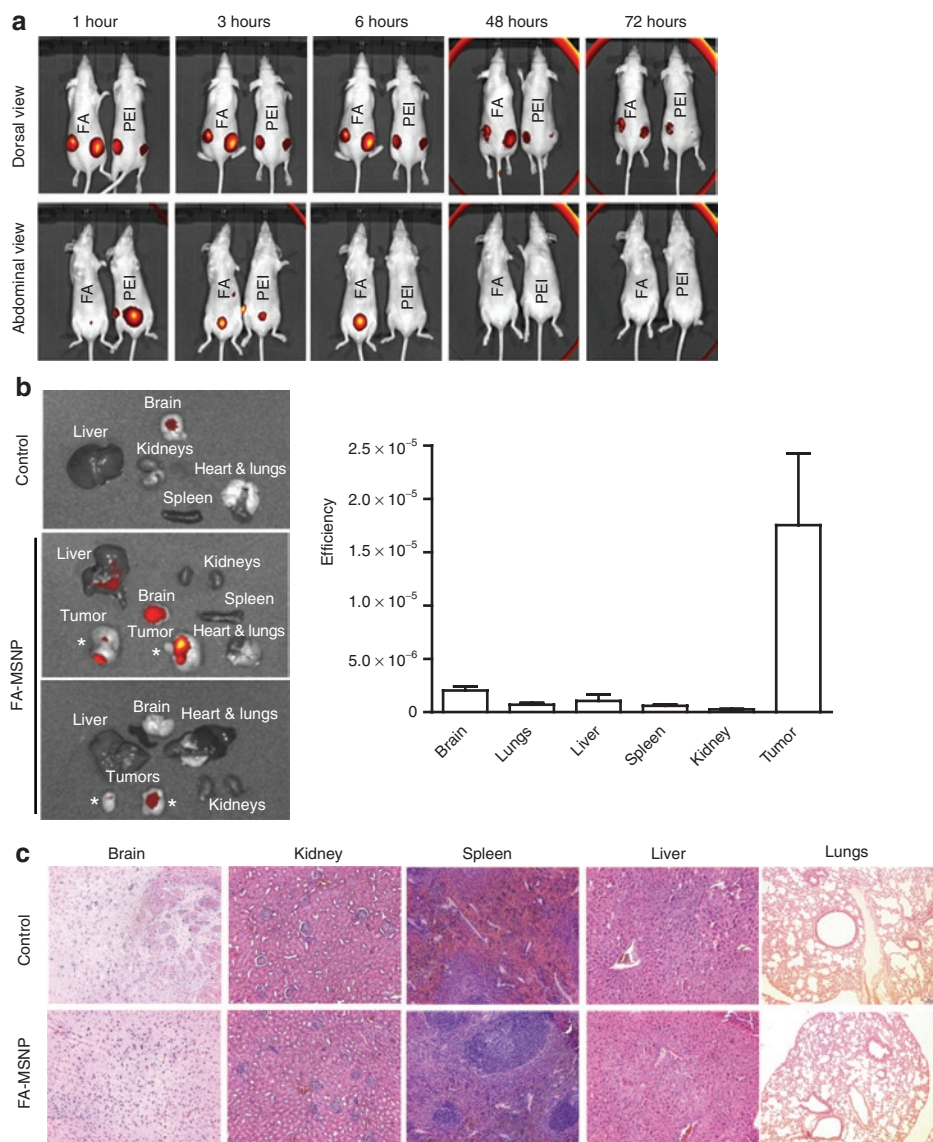 a
1 hour 3 hours 6 hours 48 hours 72 hours
Dorsal view
FA PEI FA PEI FA PEI FA PEI FA PEI
Abdominal view
FA PEI FA PEI FA PEI FA PEI FA PEI
b
Control
Brain
Liver
Kidneys
Heart & lungs
Spleen
FA-MSNP
Liver
Kidneys
Brain
Spleen
Tumor
Tumor
Heart & lungs
*
*
Brain
Liver
Heart & lungs
Tumors
* *
Kidneys
Efficiency
2.5 × 10⁻⁵
2.0 × 10⁻⁵
1.5 × 10⁻⁵
1.0 × 10⁻⁵
5.0 × 10⁻⁶
0
Brain Lungs Liver Spleen Kidney Tumor
c
Brain Kidney Spleen Liver Lungs
Control
FA-MSNP